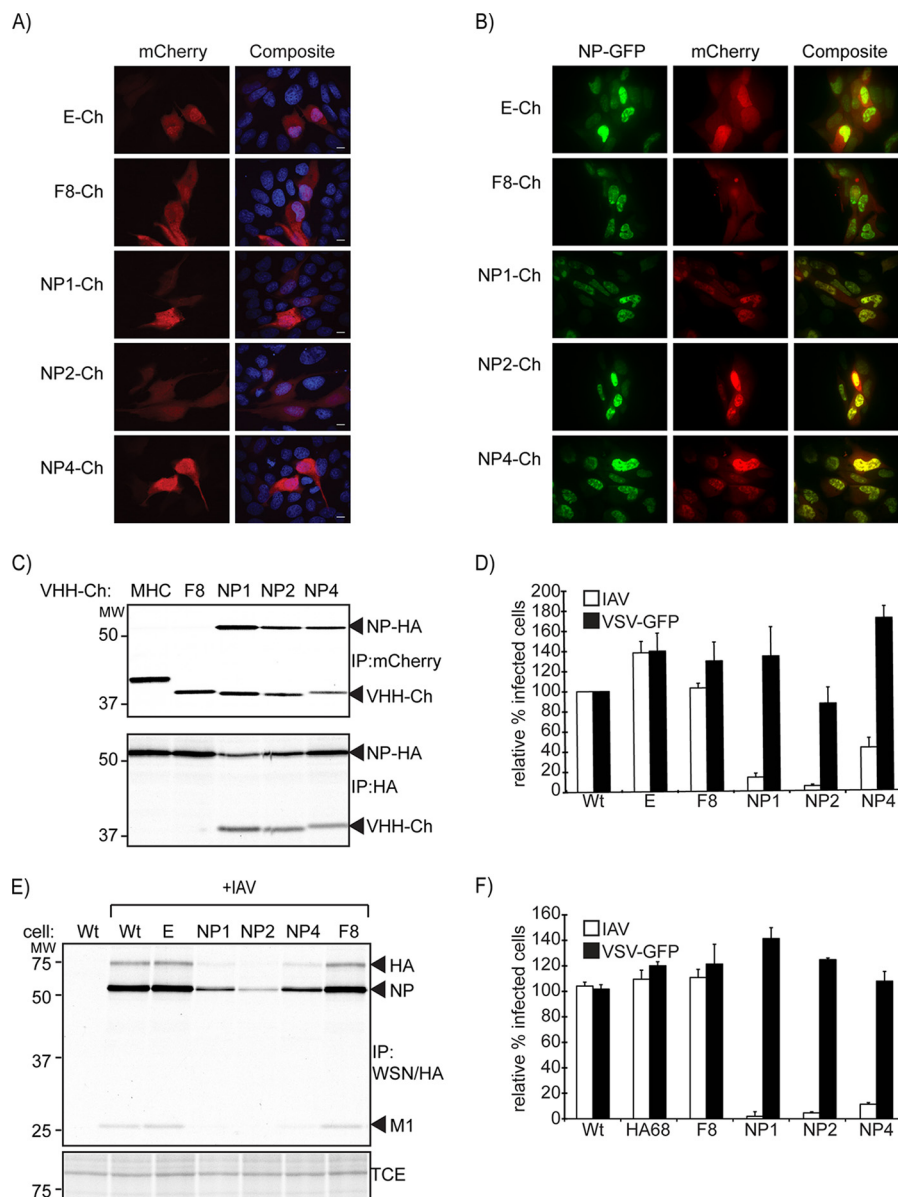 A)
mCherry Composite
E-Ch
F8-Ch
NP1-Ch
NP2-Ch
NP4-Ch
B)
NP-GFP mCherry Composite
E-Ch
F8-Ch
NP1-Ch
NP2-Ch
NP4-Ch
C)
VHH-Ch: MHC F8 NP1 NP2 NP4
MW
50
37
NP-HA
IP:mCherry
VHH-Ch
50
37
NP-HA
IP:HA
VHH-Ch
D)
relative % infected cells
200
180
160
140
120
100
80
60
40
20
0
IAV
VSV-GFP
Wt E F8 NP1 NP2 NP4
E)
+IAV
cell: Wt Wt E NP1 NP2 NP4 F8
MW
75
50
37
25
HA
NP
IP:
WSN/HA
M1
75
TCE
F)
relative % infected cells
160
140
120
100
80
60
40
20
0
IAV
VSV-GFP
Wt HA68 F8 NP1 NP2 NP4